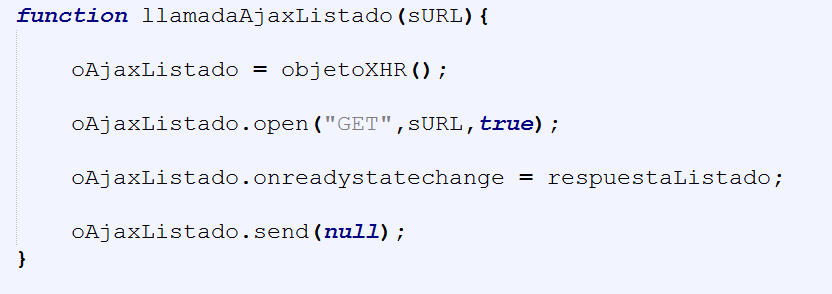 function llamadaAjaxListado(sURL){
oAjaxListado = objetoXHR();
oAjaxListado.open("GET",sURL,true);
oAjaxListado.onreadystatechange = respuestaListado;
oAjaxListado.send(null);
}